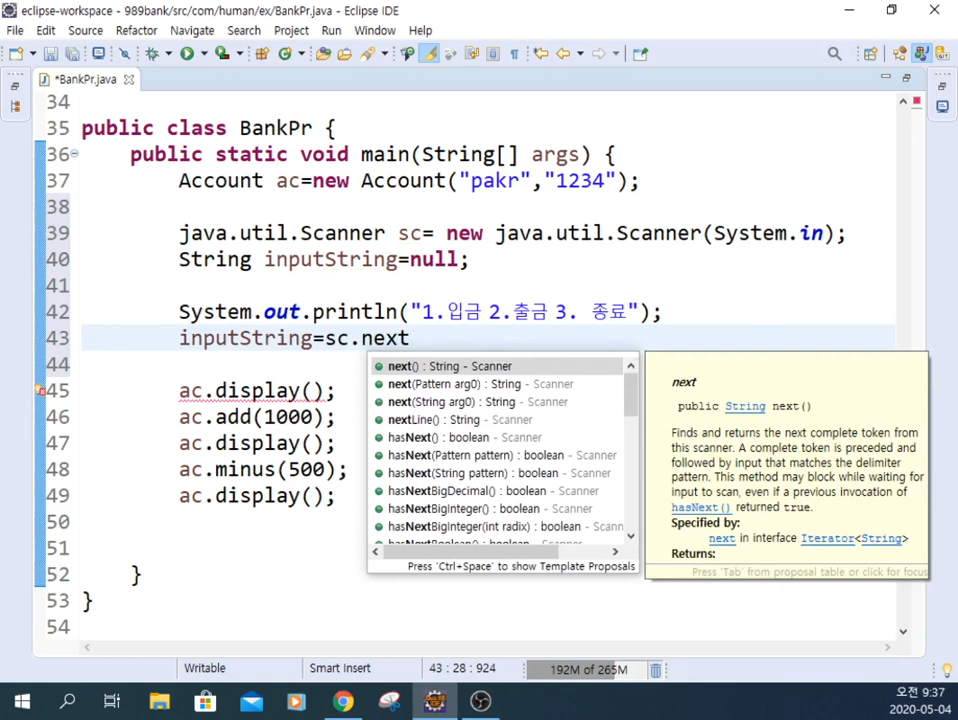 eclipse-workspace - 989bank/src/com/human/ex/BankPr.java - Eclipse IDE
File Edit Source Refactor Navigate Search Project Run Window Help
*BankPr.java
34
35 public class BankPr {
36 public static void main(String[] args) {
37 Account ac=new Account("pakr","1234");
38
39 java.util.Scanner sc= new java.util.Scanner(System.in);
40 String inputString=null;
41
42 System.out.println("1.입금 2.출금 3. 종료");
43 inputString=sc.next
44
45 ac.display();
46 ac.add(1000);
47 ac.display();
48 ac.minus(500);
49 ac.display();
50
51
52 }
53 }
54
next() : String - Scanner
next(Pattern arg0) : String - Scanner
next(String arg0) : String - Scanner
nextLine() : String - Scanner
hasNext() : boolean - Scanner
hasNext(Pattern pattern) : boolean - Scanner
hasNext(String pattern) : boolean - Scanner
hasNextBigDecimal() : boolean - Scanner
hasNextBigInteger() : boolean - Scanner
hasNextBigInteger(int radix) : boolean - Scann
Press 'Ctrl+Space' to show Template Proposals
next
public String next()
Finds and returns the next complete token from
this scanner. A complete token is preceded and
followed by input that matches the delimiter
pattern. This method may block while waiting for
input to scan, even if a previous invocation of
hasNext() returned true.
Specified by:
next in interface Iterator<String>
Returns:
Press 'Tab' from proposal table or click for focus
Writable Smart Insert 43 : 28 : 924 192M of 265M
오전 9:37
2020-05-04